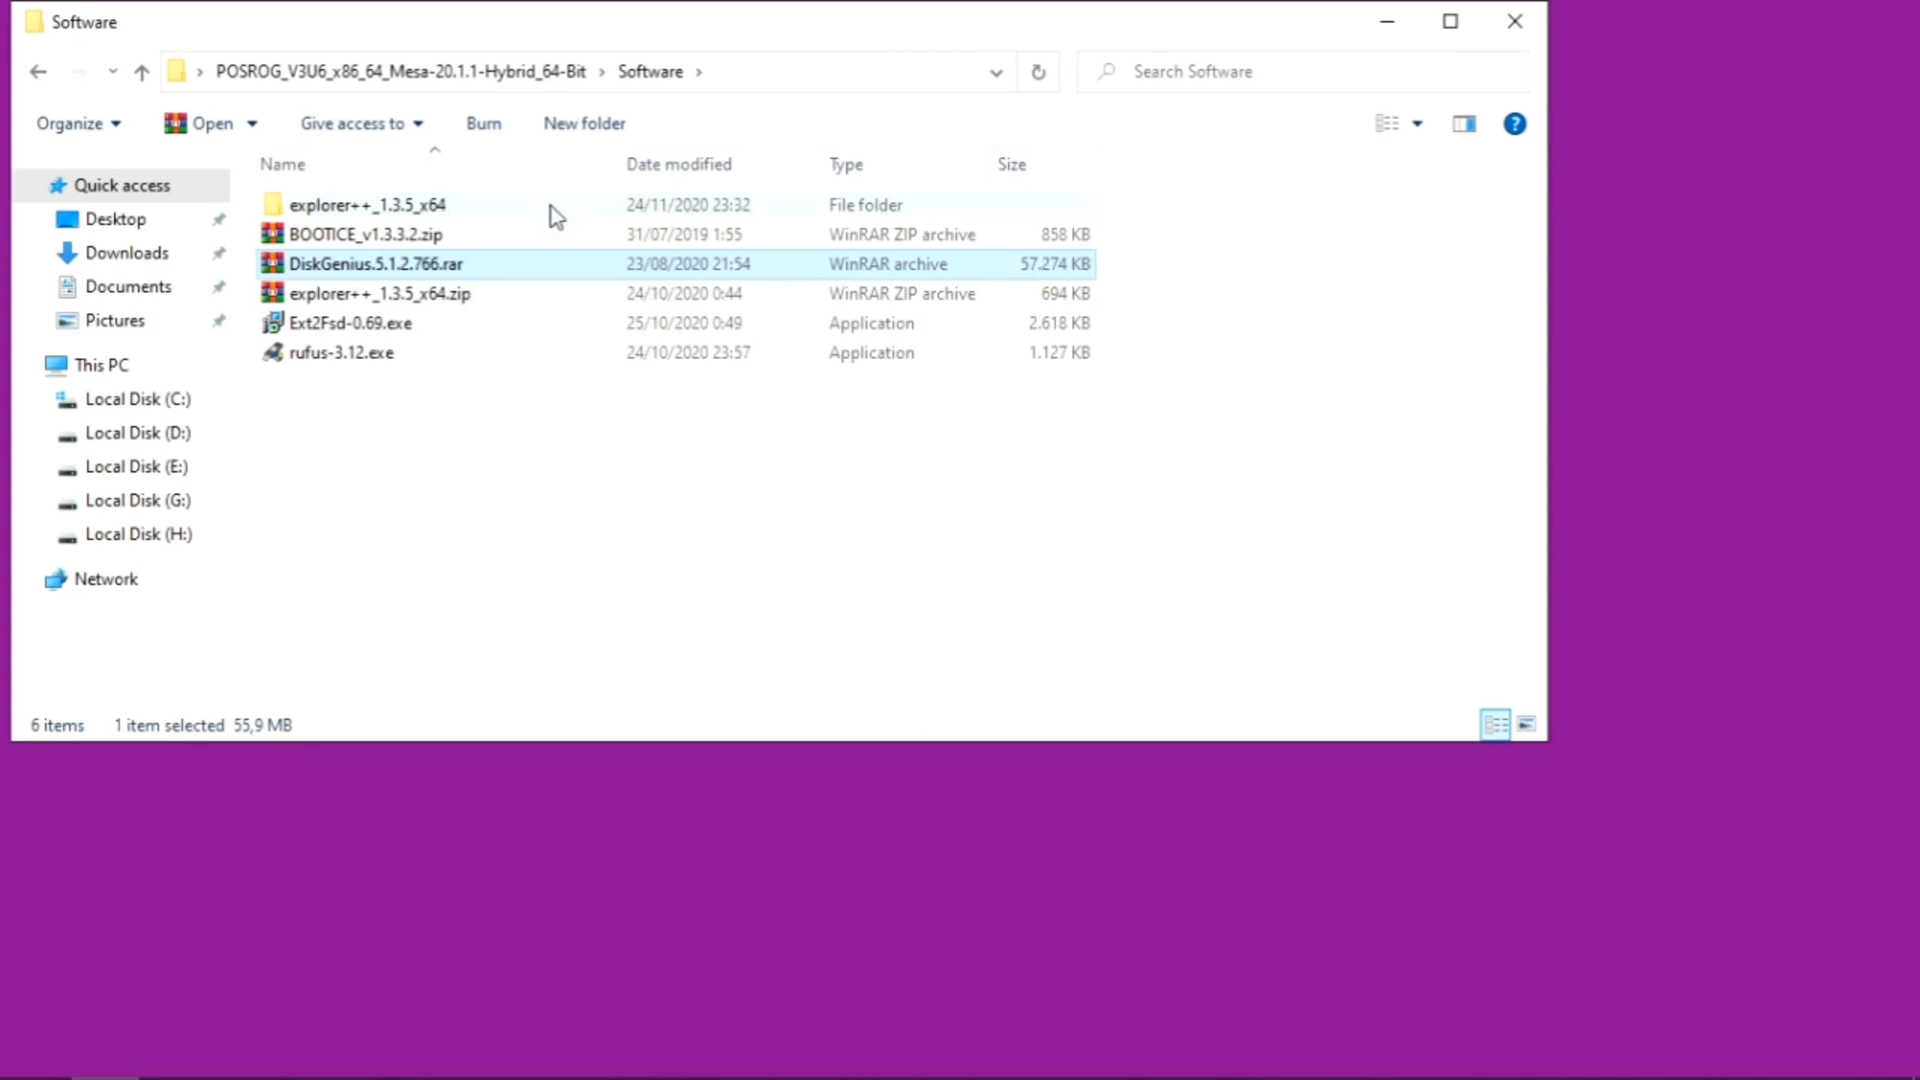 Software
POSROG_V3U6_x86_64_Mesa-20.1.1-Hybrid_64-Bit Software Search Software
Organize Open Give access to Burn New folder ?
Name Date modified Type Size
Quick access
Desktop
Downloads
Documents
Pictures
This PC
Local Disk (C:)
Local Disk (D:)
Local Disk (E:)
Local Disk (G:)
Local Disk (H:)
Network
explorer++_1.3.5_x64 24/11/2020 23:32 File folder
BOOTICE_v1.3.3.2.zip 31/07/2019 1:55 WinRAR ZIP archive 858 KB
DiskGenius.5.1.2.766.rar 23/08/2020 21:54 WinRAR archive 57.274 KB
explorer++_1.3.5_x64.zip 24/10/2020 0:44 WinRAR ZIP archive 694 KB
Ext2Fsd-0.69.exe 25/10/2020 0:49 Application 2.618 KB
rufus-3.12.exe 24/10/2020 23:57 Application 1.127 KB
6 items 1 item selected 55,9 MB